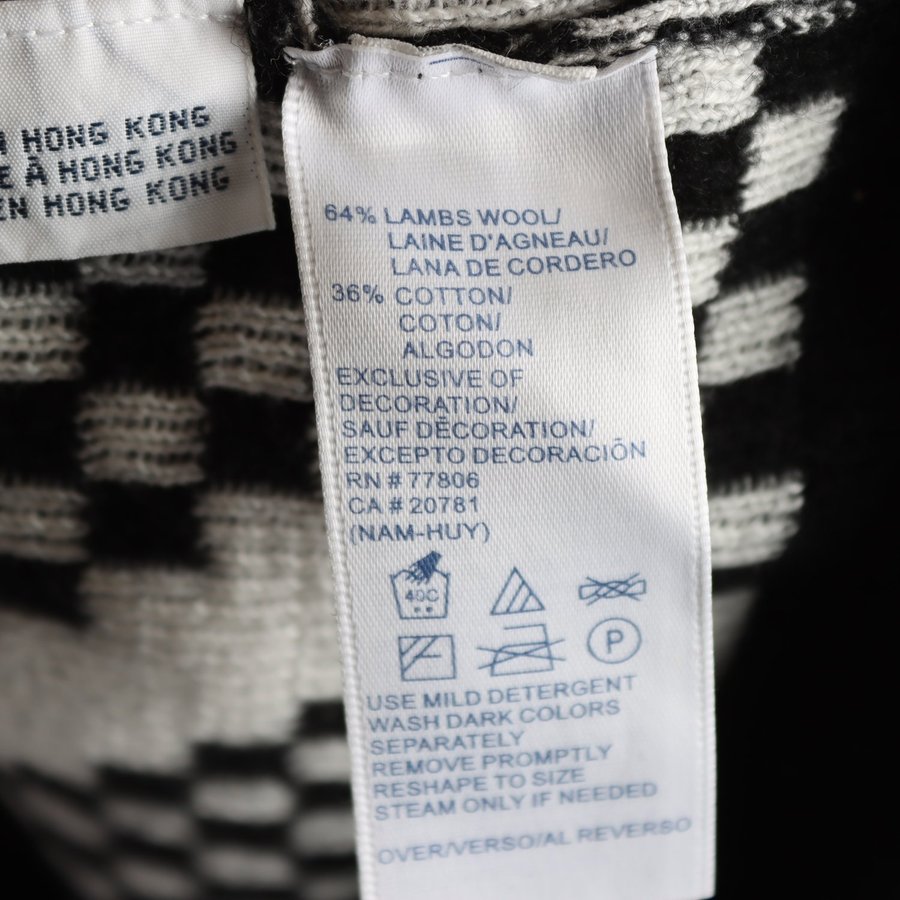 HONG KONG
À HONG KONG
EN HONG KONG
64% LAMBS WOOL/
LAINE D'AGNEAU/
LANA DE CORDERO
36% COTTON/
COTON/
ALGODON
EXCLUSIVE OF
DECORATION/
SAUF DĒCORATION/
EXCEPTO DECORACIŌN
RN # 77806
CA # 20781
(NAM-HUY)
40C
P
USE MILD DETERGENT
WASH DARK COLORS
SEPARATELY
REMOVE PROMPTLY
RESHAPE TO SIZE
STEAM ONLY IF NEEDED
OVER/VERSO/AL REVERSO